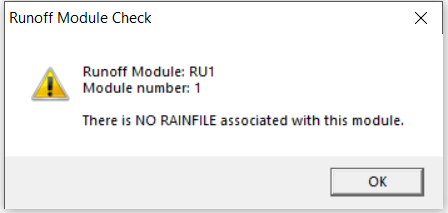 Runoff Module Check
Runoff Module: RU1
Module number: 1
There is NO RAINFILE associated with this module.
OK